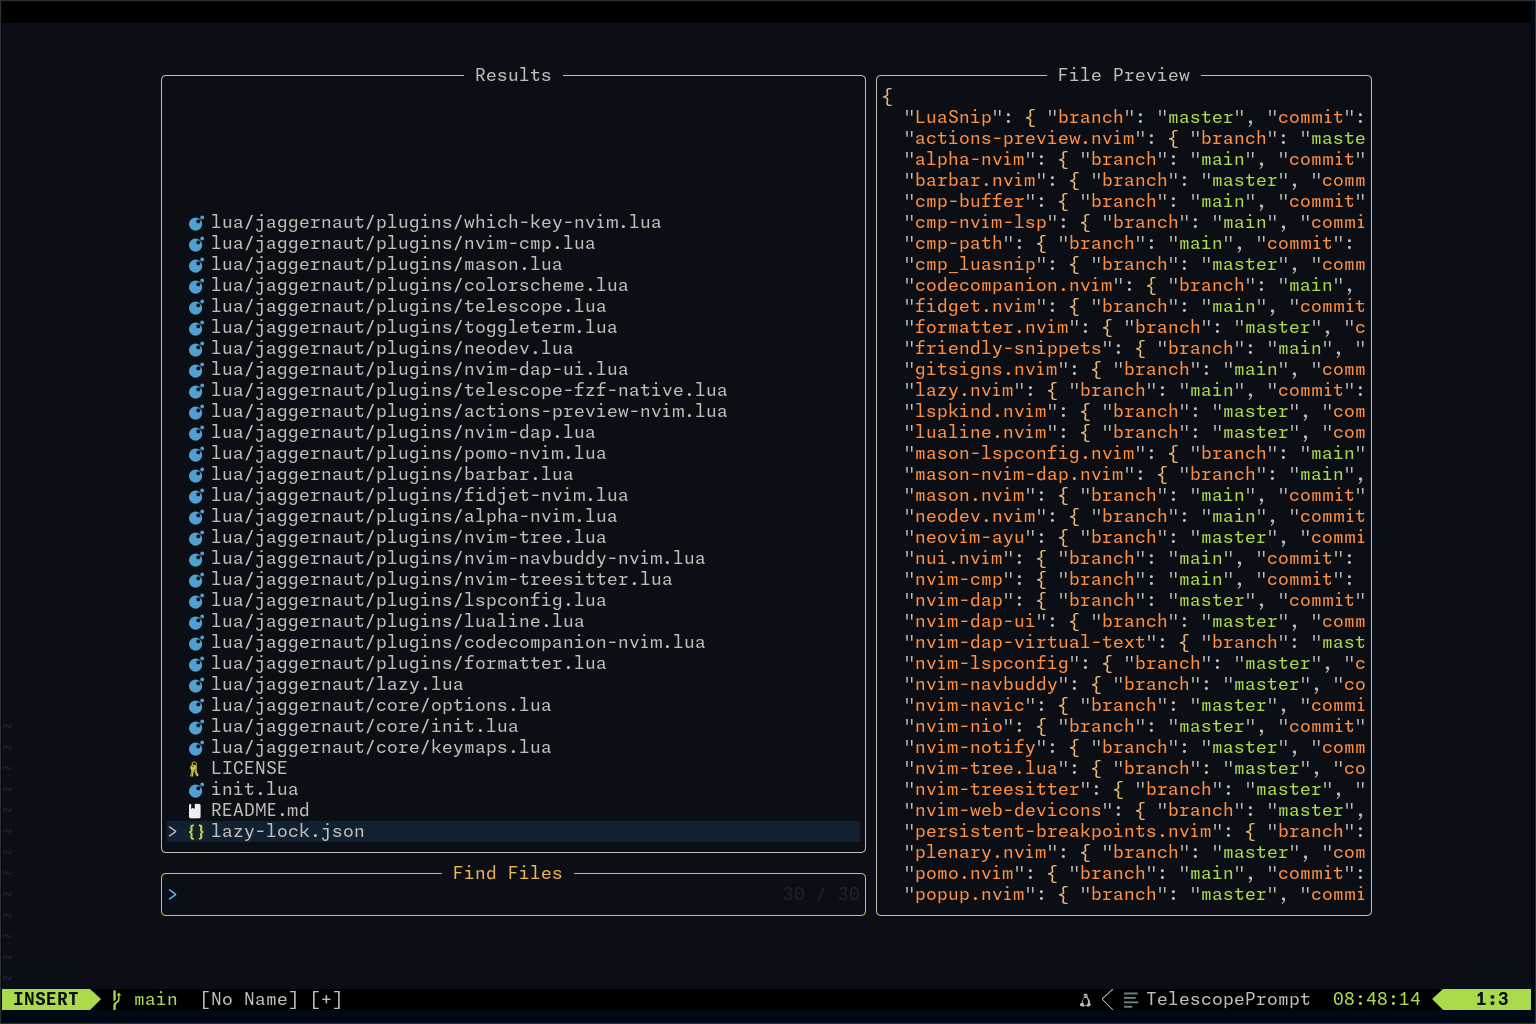 Results
lua/jaggernaut/plugins/which-key-nvim.lua
lua/jaggernaut/plugins/nvim-cmp.lua
lua/jaggernaut/plugins/mason.lua
lua/jaggernaut/plugins/colorscheme.lua
lua/jaggernaut/plugins/telescope.lua
lua/jaggernaut/plugins/toggleterm.lua
lua/jaggernaut/plugins/neodev.lua
lua/jaggernaut/plugins/nvim-dap-ui.lua
lua/jaggernaut/plugins/telescope-fzf-native.lua
lua/jaggernaut/plugins/actions-preview-nvim.lua
lua/jaggernaut/plugins/nvim-dap.lua
lua/jaggernaut/plugins/pomo-nvim.lua
lua/jaggernaut/plugins/barbar.lua
lua/jaggernaut/plugins/fidjet-nvim.lua
lua/jaggernaut/plugins/alpha-nvim.lua
lua/jaggernaut/plugins/nvim-tree.lua
lua/jaggernaut/plugins/nvim-navbuddy-nvim.lua
lua/jaggernaut/plugins/nvim-treesitter.lua
lua/jaggernaut/plugins/lspconfig.lua
lua/jaggernaut/plugins/lualine.lua
lua/jaggernaut/plugins/codecompanion-nvim.lua
lua/jaggernaut/plugins/formatter.lua
lua/jaggernaut/lazy.lua
lua/jaggernaut/core/options.lua
lua/jaggernaut/core/init.lua
lua/jaggernaut/core/keymaps.lua
LICENSE
init.lua
README.md
> {} lazy-lock.json
Find Files
> 30 / 30
File Preview
{
"LuaSnip": { "branch": "master", "commit":
"actions-preview.nvim": { "branch": "maste
"alpha-nvim": { "branch": "main", "commit"
"barbar.nvim": { "branch": "master", "comm
"cmp-buffer": { "branch": "main", "commit"
"cmp-nvim-lsp": { "branch": "main", "commi
"cmp-path": { "branch": "main", "commit":
"cmp_luasnip": { "branch": "master", "comm
"codecompanion.nvim": { "branch": "main",
"fidget.nvim": { "branch": "main", "commit
"formatter.nvim": { "branch": "master", "c
"friendly-snippets": { "branch": "main", "
"gitsigns.nvim": { "branch": "main", "comm
"lazy.nvim": { "branch": "main", "commit":
"lspkind.nvim": { "branch": "master", "com
"lualine.nvim": { "branch": "master", "com
"mason-lspconfig.nvim": { "branch": "main"
"mason-nvim-dap.nvim": { "branch": "main",
"mason.nvim": { "branch": "main", "commit"
"neodev.nvim": { "branch": "main", "commit
"neovim-ayu": { "branch": "master", "commi
"nui.nvim": { "branch": "main", "commit":
"nvim-cmp": { "branch": "main", "commit":
"nvim-dap": { "branch": "master", "commit"
"nvim-dap-ui": { "branch": "master", "comm
"nvim-dap-virtual-text": { "branch": "mast
"nvim-lspconfig": { "branch": "master", "c
"nvim-navbuddy": { "branch": "master", "co
"nvim-navic": { "branch": "master", "commi
"nvim-nio": { "branch": "master", "commit"
"nvim-notify": { "branch": "master", "comm
"nvim-tree.lua": { "branch": "master", "co
"nvim-treesitter": { "branch": "master", "
"nvim-web-devicons": { "branch": "master",
"persistent-breakpoints.nvim": { "branch":
"plenary.nvim": { "branch": "master", "com
"pomo.nvim": { "branch": "main", "commit":
"popup.nvim": { "branch": "master", "commi
INSERT main [No Name] [+] TelescopePrompt 08:48:14 1:3